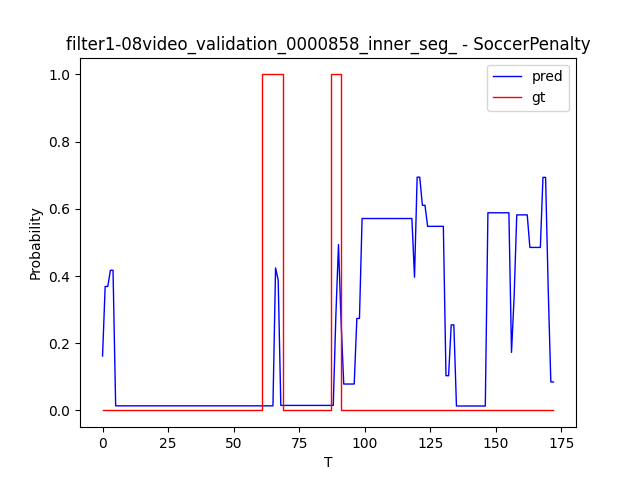 filter1-08video_validation_0000858_inner_seg_ - SoccerPenalty
pred
gt
Probability
1.0
0.8
0.6
0.4
0.2
0.0
0 25 50 75 100 125 150 175
T